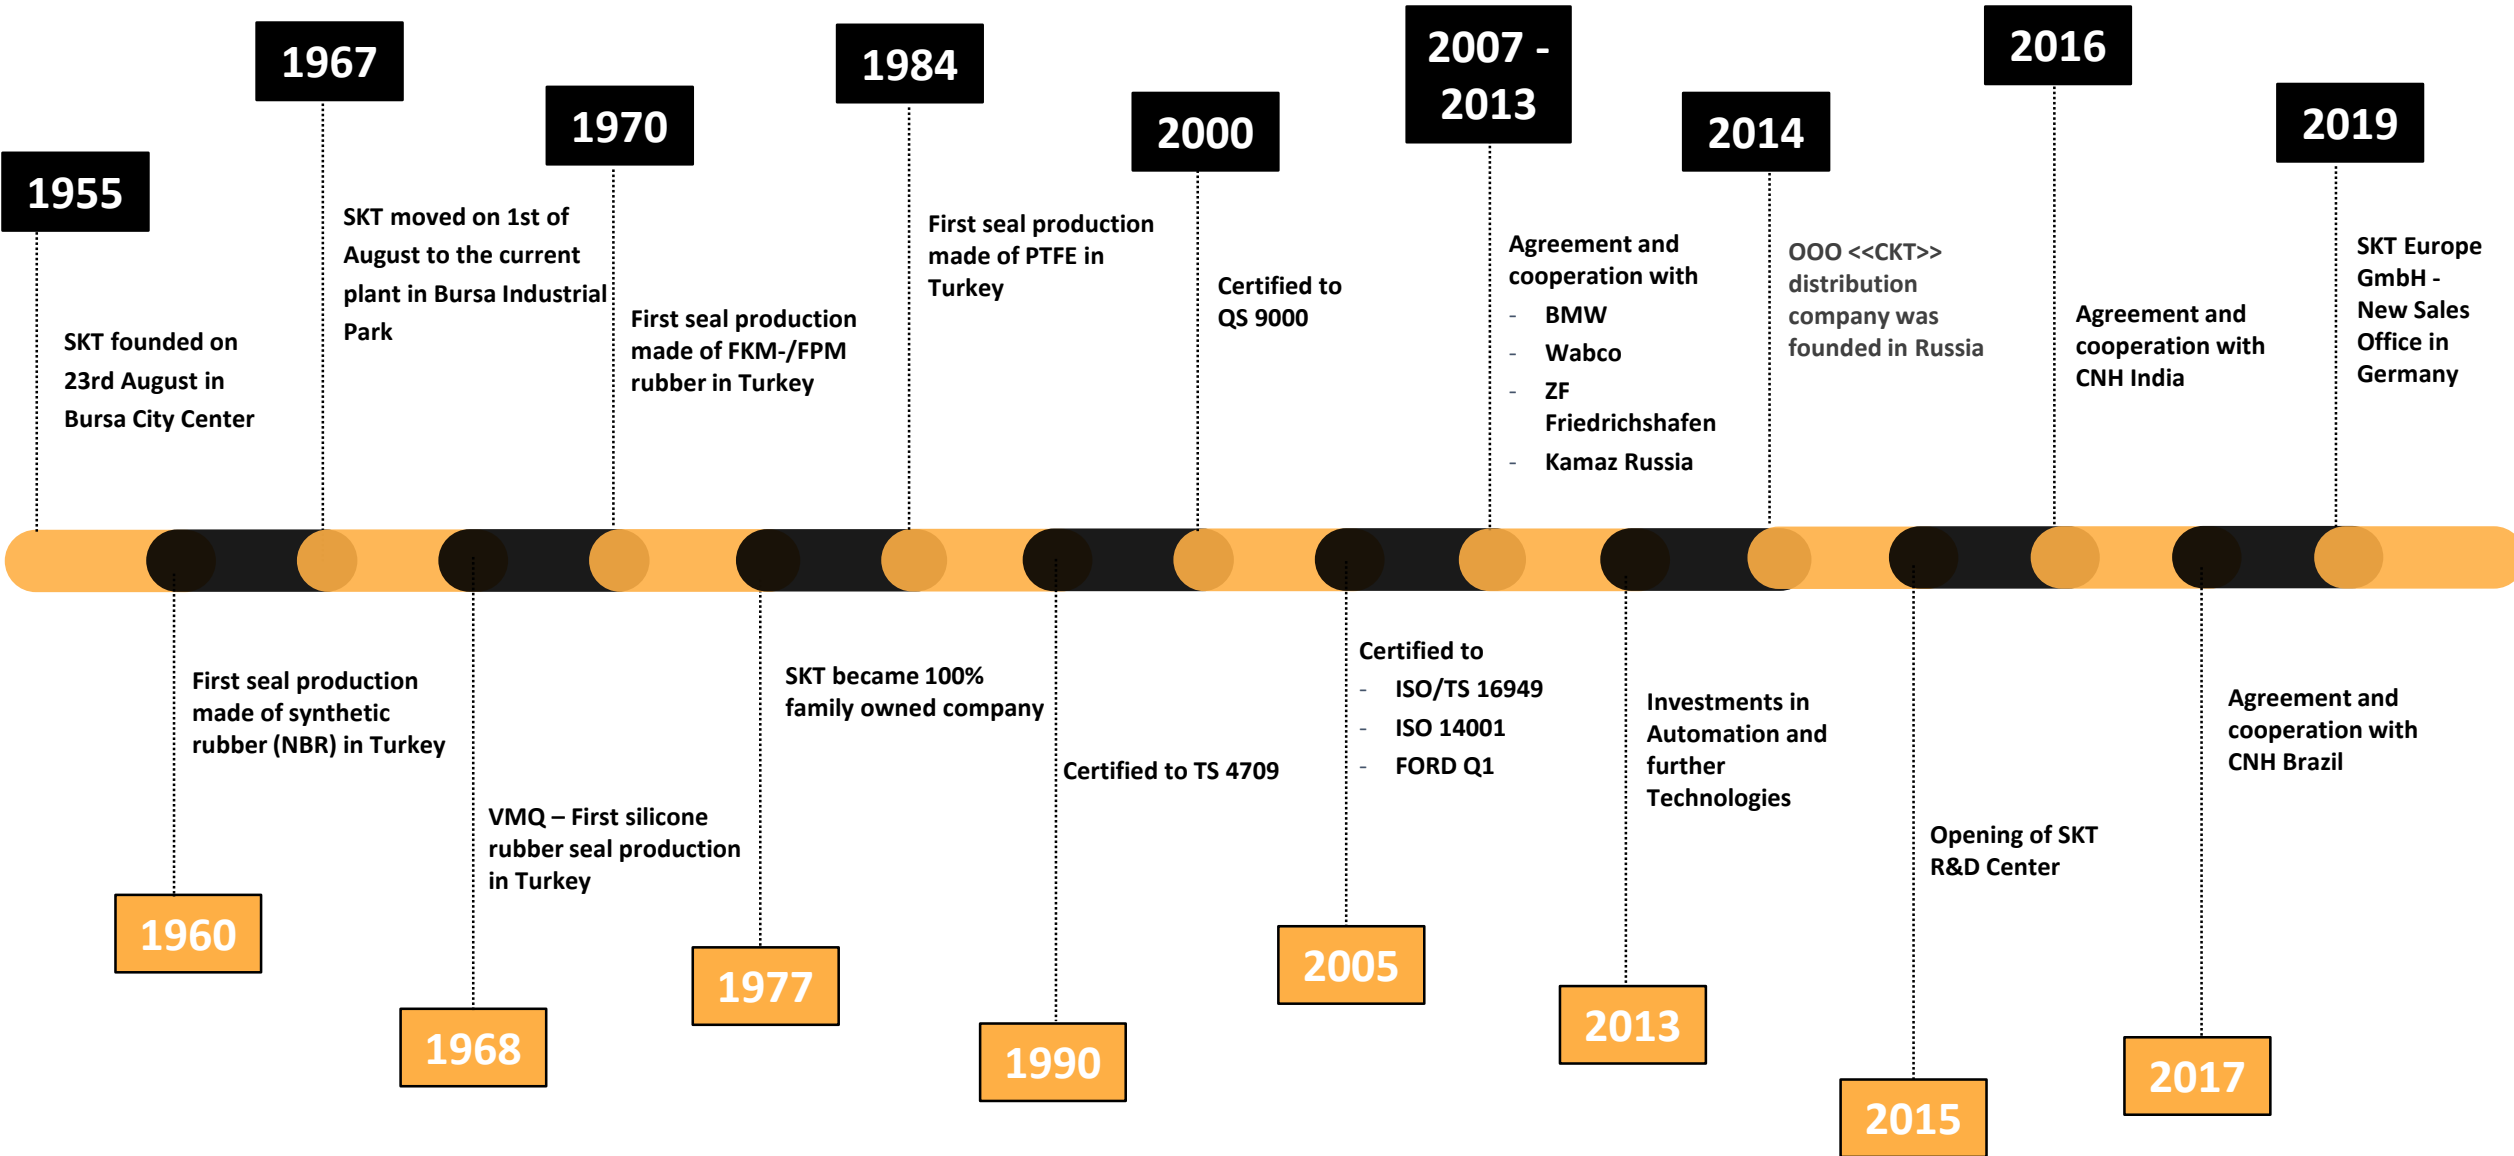 1955
SKT founded on
23rd August in
Bursa City Center
1960
First seal production
made of synthetic
rubber (NBR) in Turkey
1967
SKT moved on 1st of
August to the current
plant in Bursa Industrial
Park
1968
VMQ – First silicone
rubber seal production
in Turkey
1970
First seal production
made of FKM-/FPM
rubber in Turkey
1977
SKT became 100%
family owned company
1984
First seal production
made of PTFE in
Turkey
1990
Certified to TS 4709
2000
Certified to
QS 9000
2005
Certified to
- ISO/TS 16949
- ISO 14001
- FORD Q1
2007 -
2013
Agreement and
cooperation with
- BMW
- Wabco
- ZF
Friedrichshafen
- Kamaz Russia
2013
Investments in
Automation and
further
Technologies
2014
OOO <<CKT>>
distribution
company was
founded in Russia
2015
Opening of SKT
R&D Center
2016
Agreement and
cooperation with
CNH India
2017
Agreement and
cooperation with
CNH Brazil
2019
SKT Europe
GmbH -
New Sales
Office in
Germany